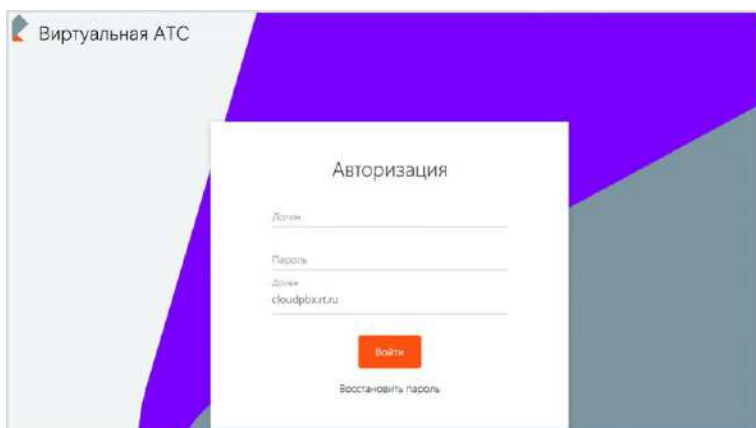 Виртуальная АТС
Авторизация
Логин
Пароль
Домен
cloudpbx.rt.ru
Войти
Восстановить пароль